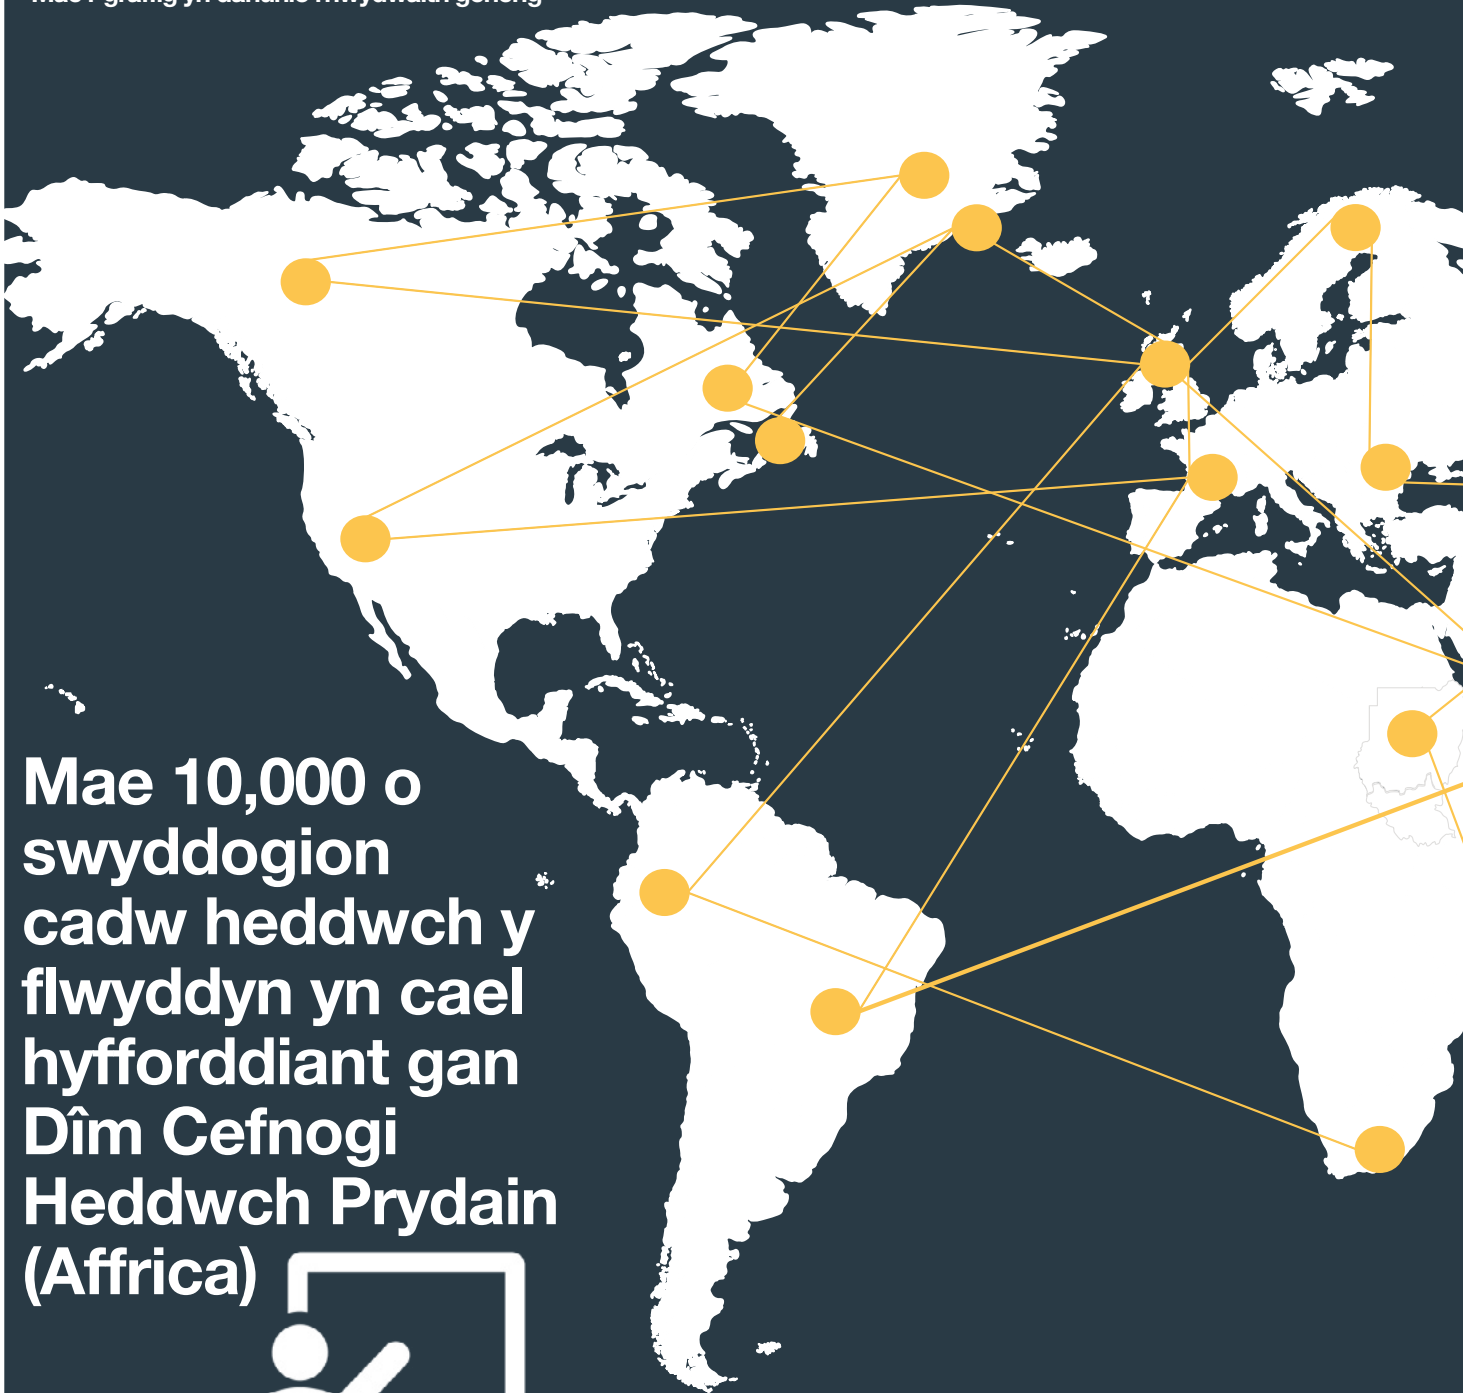 Mae 10,000 o
swyddogion
cadw heddwch y
flwyddyn yn cael
hyfforddiant gan
Dîm Cefnogi
Heddwch Prydain
(Affrica)